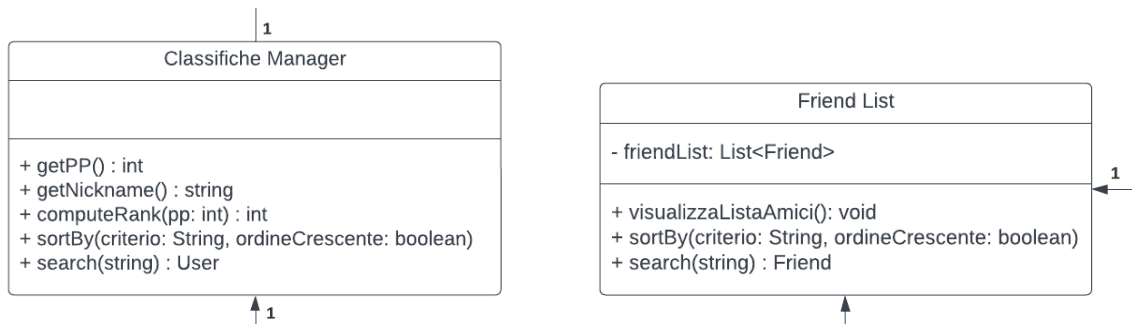 1
Classifiche Manager
+ getPP() : int
+ getNickname() : string
+ computeRank(pp: int) : int
+ sortBy(criterio: String, ordineCrescente: boolean)
+ search(string) : User
1
Friend List
- friendList: List<Friend>
1
+ visualizzaListaAmici(): void
+ sortBy(criterio: String, ordineCrescente: boolean)
+ search(string) : Friend